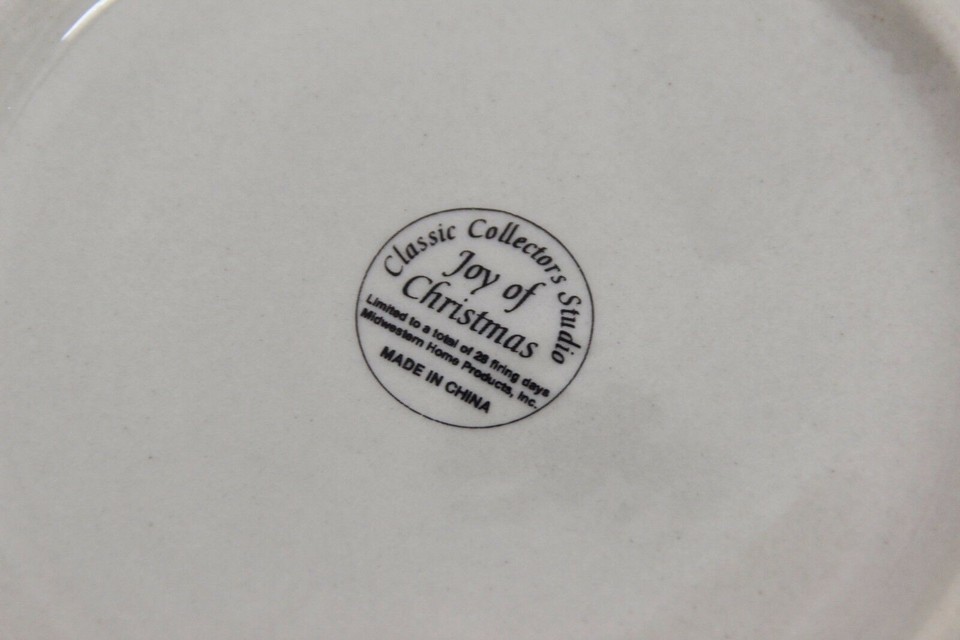 Classic Collectors Studio
Joy of
Christmas
Limited to a total of 28 firing days
Midwestern Home Products, Inc.
MADE IN CHINA